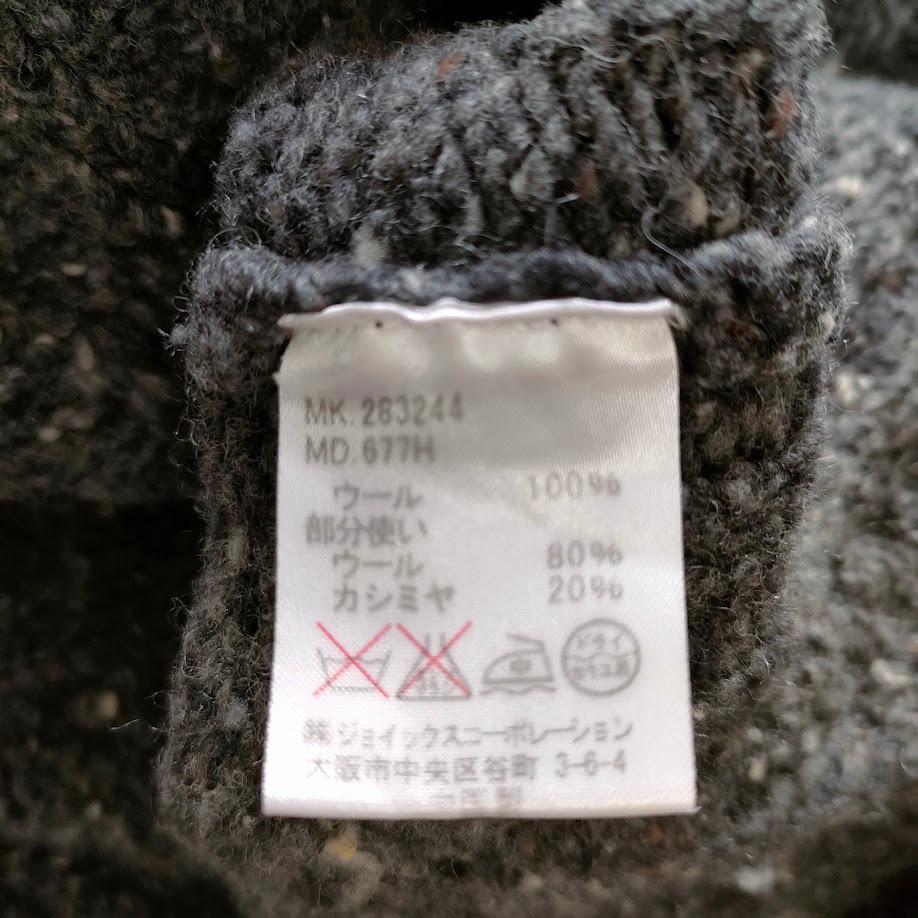 MK. 283244
MD. 677H
ウール 100%
部分使い
ウール 80%
カシミヤ 20%
ドライ
㈱ジョイックスコーポレーション
大阪市中央区谷町 3-6-4